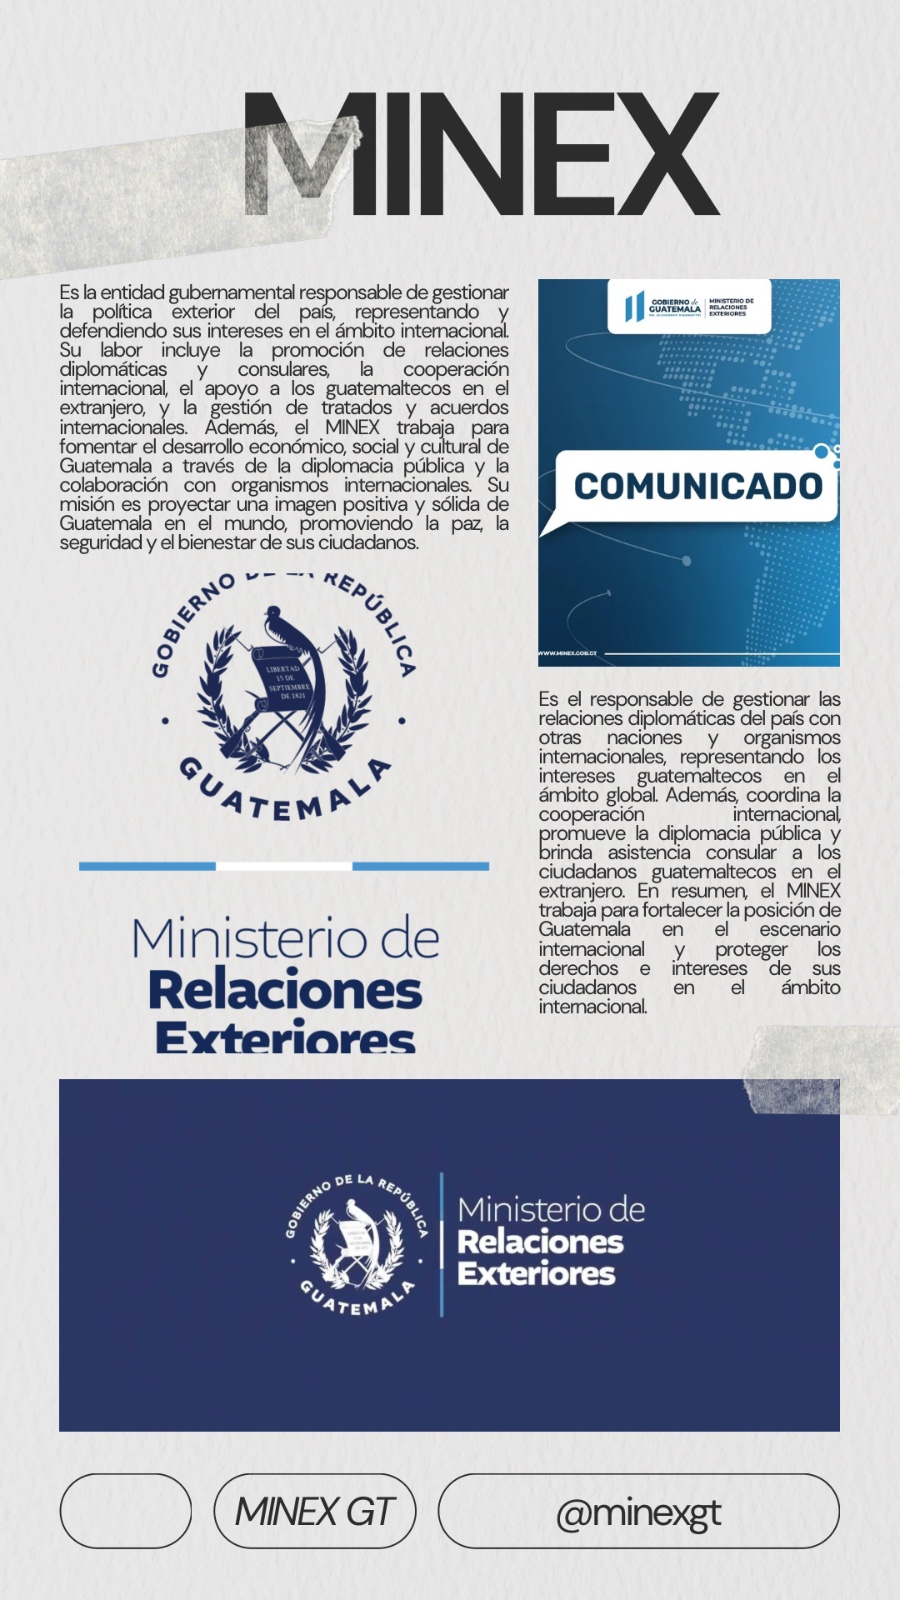 MINEX
Es la entidad gubernamental responsable de gestionar
la política exterior del país, representando y
defendiendo sus intereses en el ámbito internacional.
Su labor incluye la promoción de relaciones
diplomáticas y consulares, la cooperación
internacional, el apoyo a los guatemaltecos en el
extranjero, y la gestión de tratados y acuerdos
internacionales. Además, el MINEX trabaja para
fomentar el desarrollo económico, social y cultural de
Guatemala a través de la diplomacia pública y la
colaboración con organismos internacionales. Su
misión es proyectar una imagen positiva y sólida de
Guatemala en el mundo, promoviendo la paz, la
seguridad y el bienestar de sus ciudadanos.
GOBIERNO de
GUATEMALA
DR. ALEJANDRO GIAMMATTEI
MINISTERIO DE
RELACIONES
EXTERIORES
COMUNICADO
WWW.MINEX.GOB.GT
GOBIERNO DE LA REPÚBLICA
LIBERTAD
15 DE
SEPTIEMBRE
DE 1821
GUATEMALA
Ministerio de
Relaciones
Exteriores
Es el responsable de gestionar las
relaciones diplomáticas del país con
otras naciones y organismos
internacionales, representando los
intereses guatemaltecos en el
ámbito global. Además, coordina la
cooperación internacional,
promueve la diplomacia pública y
brinda asistencia consular a los
ciudadanos guatemaltecos en el
extranjero. En resumen, el MINEX
trabaja para fortalecer la posición de
Guatemala en el escenario
internacional y proteger los
derechos e intereses de sus
ciudadanos en el ámbito
internacional.
GOBIERNO DE LA REPÚBLICA
GUATEMALA
Ministerio de
Relaciones
Exteriores
MINEX GT
@minexgt